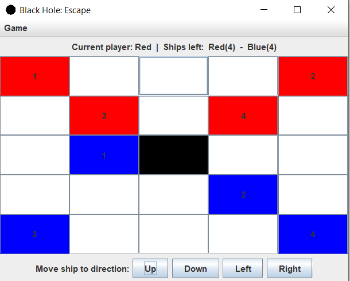 Black Hole: Escape
Game
Current player: Red | Ships left: Red(4) - Blue(4)
1 2
3 4
1
3
2 4
Move ship to direction: Up Down Left Right